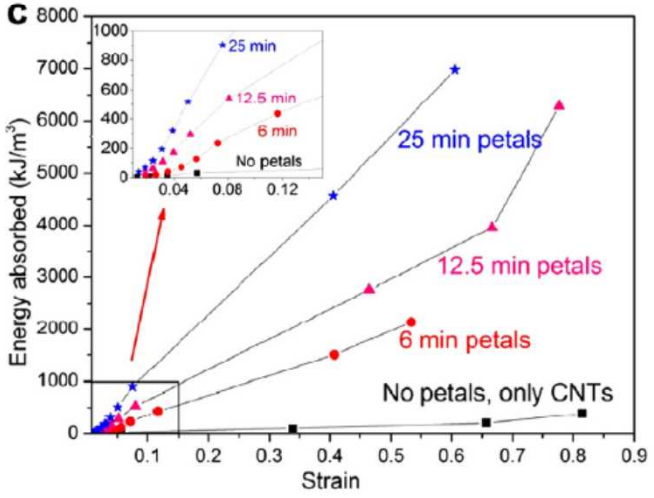 C
8000
7000
6000
5000
4000
3000
2000
1000
0
Energy absorbed (kJ/m³)
1000
800
600
400
200
0
0.04 0.08 0.12
25 min
12.5 min
6 min
No petals
25 min petals
12.5 min petals
6 min petals
No petals, only CNTs
0.1 0.2 0.3 0.4 0.5 0.6 0.7 0.8 0.9
Strain